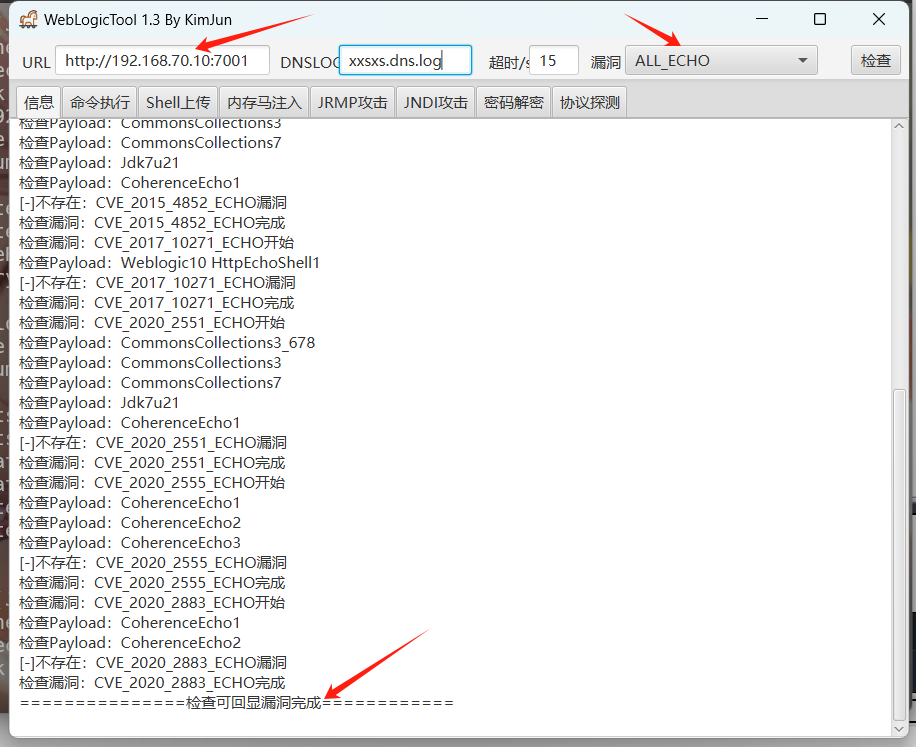 WebLogicTool 1.3 By KimJun
URL http://192.168.70.10:7001 DNSLOG xxsxs.dns.log 超时/s 15 漏洞 ALL_ECHO 检查
信息 命令执行 Shell上传 内存马注入 JRMP攻击 JNDI攻击 密码解密 协议探测
检查Payload：CommonsCollections3
检查Payload：CommonsCollections7
检查Payload：Jdk7u21
检查Payload：CoherenceEcho1
[-]不存在：CVE_2015_4852_ECHO漏洞
检查漏洞：CVE_2015_4852_ECHO完成
检查漏洞：CVE_2017_10271_ECHO开始
检查Payload：Weblogic10 HttpEchoShell1
[-]不存在：CVE_2017_10271_ECHO漏洞
检查漏洞：CVE_2017_10271_ECHO完成
检查漏洞：CVE_2020_2551_ECHO开始
检查Payload：CommonsCollections3_678
检查Payload：CommonsCollections3
检查Payload：CommonsCollections7
检查Payload：Jdk7u21
检查Payload：CoherenceEcho1
[-]不存在：CVE_2020_2551_ECHO漏洞
检查漏洞：CVE_2020_2551_ECHO完成
检查漏洞：CVE_2020_2555_ECHO开始
检查Payload：CoherenceEcho1
检查Payload：CoherenceEcho2
检查Payload：CoherenceEcho3
[-]不存在：CVE_2020_2555_ECHO漏洞
检查漏洞：CVE_2020_2555_ECHO完成
检查漏洞：CVE_2020_2883_ECHO开始
检查Payload：CoherenceEcho1
检查Payload：CoherenceEcho2
[-]不存在：CVE_2020_2883_ECHO漏洞
检查漏洞：CVE_2020_2883_ECHO完成
===============检查可回显漏洞完成============